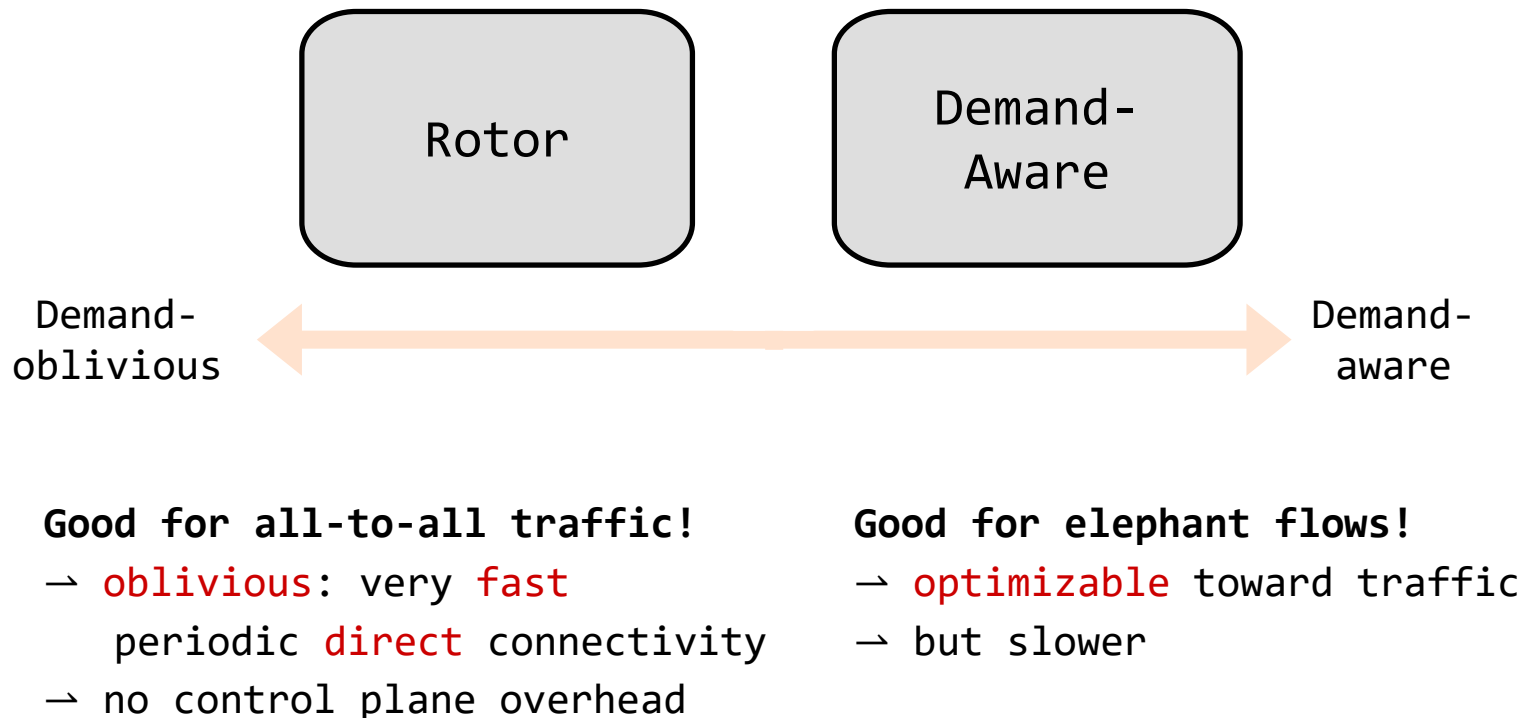 Rotor
Demand-
Aware
Demand-
oblivious
Demand-
aware
Good for all-to-all traffic!
→ oblivious: very fast
periodic direct connectivity
→ no control plane overhead
Good for elephant flows!
→ optimizable toward traffic
→ but slower